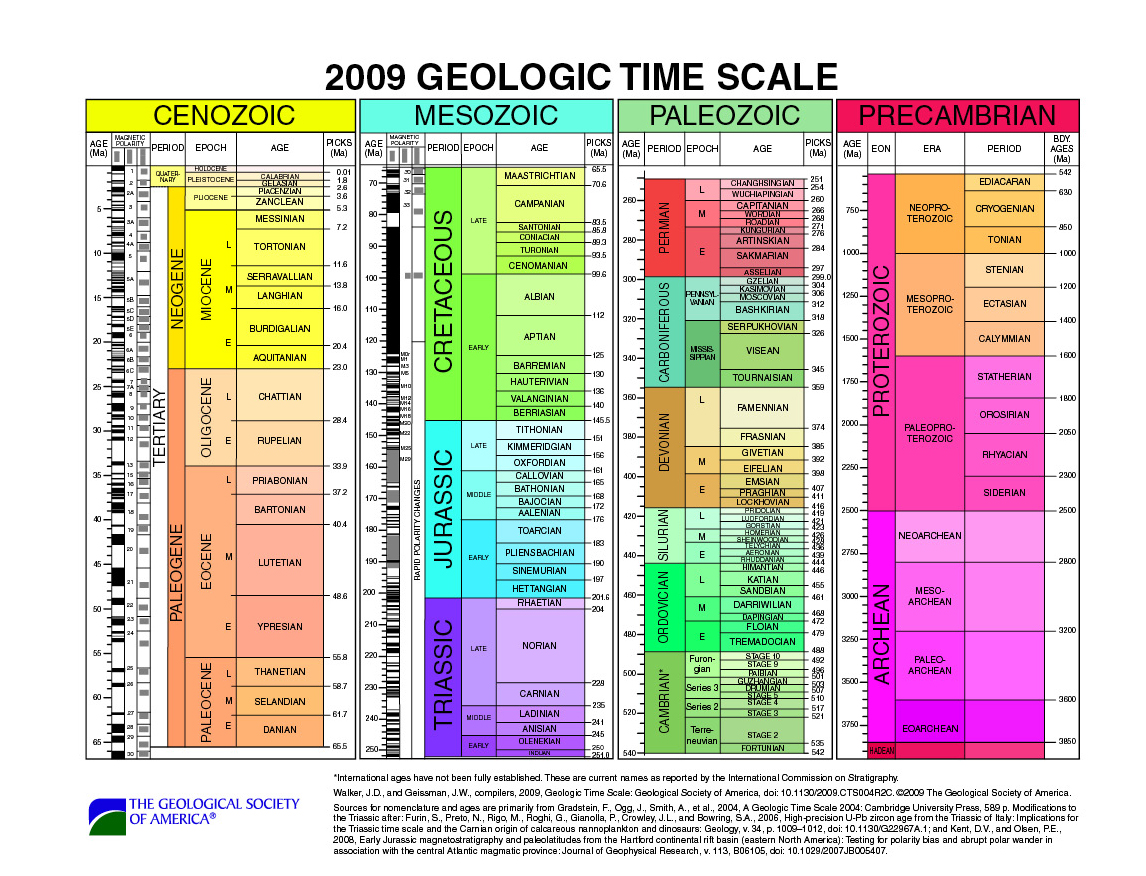 2009 GEOLOGIC TIME SCALE
CENOZOIC
AGE (Ma)
MAGNETIC POLARITY
PERIOD
EPOCH
AGE
PICKS (Ma)
5
10
15
20
25
30
35
40
45
50
55
60
65
1
2
2A
3
3A
4
4A
5
5A
5B
5C
5D
5E
6
6A
6B
6C
7
7A
8
9
10
11
12
13
15
16
17
18
19
20
21
22
23
24
25
26
27
28
29
30
QUATER-
NARY
TERTIARY
NEOGENE
PALEOGENE
HOLOCENE
PLEISTOCENE
PLIOCENE
MIOCENE
L
M
E
OLIGOCENE
L
E
EOCENE
L
M
E
PALEOCENE
L
M
E
CALABRIAN
GELASIAN
PIACENZIAN
ZANCLEAN
MESSINIAN
TORTONIAN
SERRAVALLIAN
LANGHIAN
BURDIGALIAN
AQUITANIAN
CHATTIAN
RUPELIAN
PRIABONIAN
BARTONIAN
LUTETIAN
YPRESIAN
THANETIAN
SELANDIAN
DANIAN
0.01
1.8
2.6
3.6
5.3
7.2
11.6
13.8
16.0
20.4
23.0
28.4
33.9
37.2
40.4
48.6
55.8
58.7
61.7
65.5
MESOZOIC
AGE (Ma)
MAGNETIC POLARITY
PERIOD
EPOCH
AGE
PICKS (Ma)
70
80
90
100
110
120
130
140
150
160
170
180
190
200
210
220
230
240
250
30
31
32
33
M0r
M1
M3
M5
M10
M12
M14
M16
M18
M20
M22
M25
M29
RAPID POLARITY CHANGES
CRETACEOUS
JURASSIC
TRIASSIC
LATE
EARLY
LATE
MIDDLE
EARLY
LATE
MIDDLE
EARLY
MAASTRICHTIAN
CAMPANIAN
SANTONIAN
CONIACIAN
TURONIAN
CENOMANIAN
ALBIAN
APTIAN
BARREMIAN
HAUTERIVIAN
VALANGINIAN
BERRIASIAN
TITHONIAN
KIMMERIDGIAN
OXFORDIAN
CALLOVIAN
BATHONIAN
BAJOCIAN
AALENIAN
TOARCIAN
PLIENSBACHIAN
SINEMURIAN
HETTANGIAN
RHAETIAN
NORIAN
CARNIAN
LADINIAN
ANISIAN
OLENEKIAN
INDUAN
65.5
70.6
83.5
85.8
89.3
93.5
99.6
112
125
130
136
140
145.5
151
156
161
165
168
172
176
183
190
197
201.6
204
228
235
241
245
250
251.0
PALEOZOIC
AGE (Ma)
PERIOD
EPOCH
AGE
PICKS (Ma)
260
280
300
320
340
360
380
400
420
440
460
480
500
520
540
PERMIAN
CARBONIFEROUS
DEVONIAN
SILURIAN
ORDOVICIAN
CAMBRIAN*
L
M
E
PENNSYL-
VANIAN
MISSIS-
SIPPIAN
L
M
E
L
M
E
L
M
E
Furon-
gian
Series 3
Series 2
Terre-
neuvian
CHANGHSINGIAN
WUCHIAPINGIAN
CAPITANIAN
WORDIAN
ROADIAN
KUNGURIAN
ARTINSKIAN
SAKMARIAN
ASSELIAN
GZELIAN
KASIMOVIAN
MOSCOVIAN
BASHKIRIAN
SERPUKHOVIAN
VISEAN
TOURNAISIAN
FAMENNIAN
FRASNIAN
GIVETIAN
EIFELIAN
EMSIAN
PRAGHIAN
LOCKHOVIAN
PRIDOLIAN
LUDFORDIAN
GORSTIAN
HOMERIAN
SHEINWOODIAN
TELYCHIAN
AERONIAN
RHUDDANIAN
HIRNANTIAN
KATIAN
SANDBIAN
DARRIWILIAN
DAPINGIAN
FLOIAN
TREMADOCIAN
STAGE 10
STAGE 9
PAIBIAN
GUZHANGIAN
DRUMIAN
STAGE 5
STAGE 4
STAGE 3
STAGE 2
FORTUNIAN
251
254
260
266
268
271
276
284
297
299.0
304
306
312
318
326
345
359
374
385
392
398
407
411
416
419
421
423
426
428
436
439
444
446
455
461
468
472
479
488
492
496
501
503
507
510
517
521
535
542
PRECAMBRIAN
AGE (Ma)
EON
ERA
PERIOD
BDY. AGES (Ma)
750
1000
1250
1500
1750
2000
2250
2500
2750
3000
3250
3500
3750
PROTEROZOIC
ARCHEAN
HADEAN
NEOPRO-
TEROZOIC
MESOPRO-
TEROZOIC
PALEOPRO-
TEROZOIC
NEOARCHEAN
MESO-
ARCHEAN
PALEO-
ARCHEAN
EOARCHEAN
EDIACARAN
CRYOGENIAN
TONIAN
STENIAN
ECTASIAN
CALYMMIAN
STATHERIAN
OROSIRIAN
RHYACIAN
SIDERIAN
542
630
850
1000
1200
1400
1600
1800
2050
2300
2500
2800
3200
3600
3850
THE GEOLOGICAL SOCIETY
OF AMERICA®
*International ages have not been fully established. These are current names as reported by the International Commission on Stratigraphy.
Walker, J.D., and Geissman, J.W., compilers, 2009, Geologic Time Scale: Geological Society of America, doi: 10.1130/2009.CTS004R2C. ©2009 The Geological Society of America.
Sources for nomenclature and ages are primarily from Gradstein, F., Ogg, J., Smith, A., et al., 2004, A Geologic Time Scale 2004: Cambridge University Press, 589 p. Modifications to
the Triassic after: Furin, S., Preto, N., Rigo, M., Roghi, G., Gianolla, P., Crowley, J.L., and Bowring, S.A., 2006, High-precision U-Pb zircon age from the Triassic of Italy: Implications for
the Triassic time scale and the Carnian origin of calcareous nannoplankton and dinosaurs: Geology, v. 34, p. 1009–1012, doi: 10.1130/G22967A.1; and Kent, D.V., and Olsen, P.E.,
2008, Early Jurassic magnetostratigraphy and paleolatitudes from the Hartford continental rift basin (eastern North America): Testing for polarity bias and abrupt polar wander in
association with the central Atlantic magmatic province: Journal of Geophysical Research, v. 113, B06105, doi: 10.1029/2007JB005407.